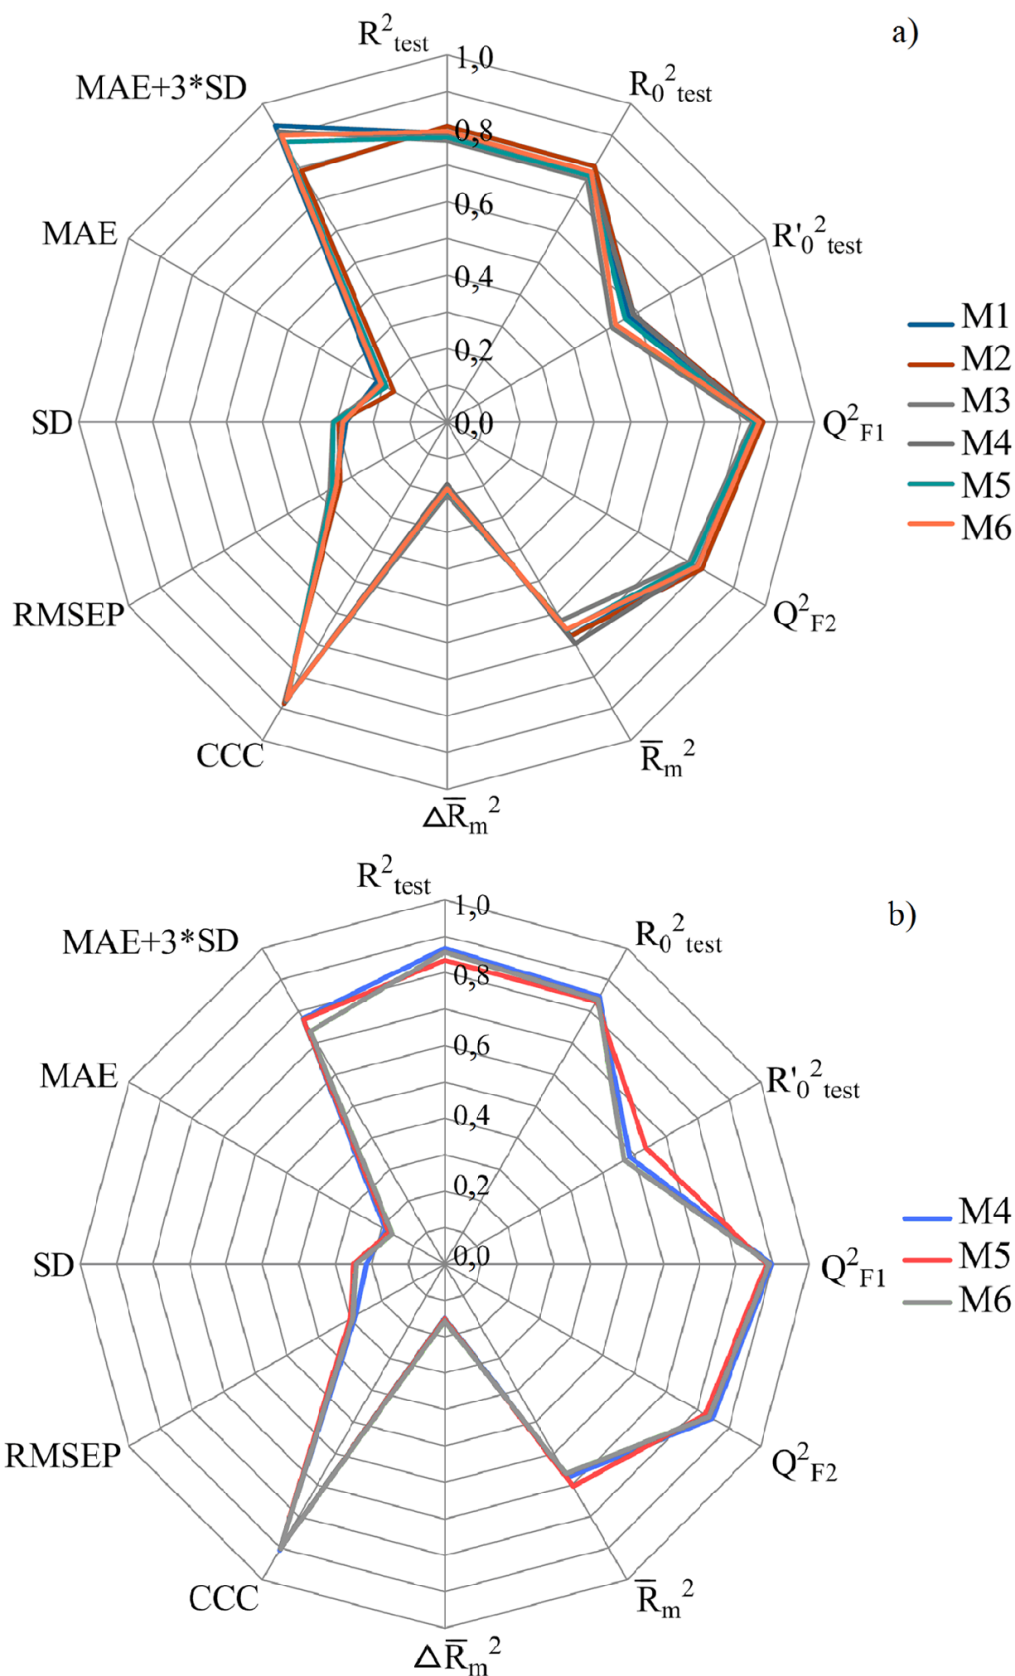 a)
R²test
MAE+3*SD
R₀²test
MAE
R'₀²test
SD
Q²F1
RMSEP
Q²F2
CCC
R̅m²
△R̅m²
1,0
0,8
0,6
0,4
0,2
0,0
M1
M2
M3
M4
M5
M6
b)
R²test
MAE+3*SD
R₀²test
MAE
R'₀²test
SD
Q²F1
RMSEP
Q²F2
CCC
R̅m²
△R̅m²
1,0
0,8
0,6
0,4
0,2
0,0
M4
M5
M6